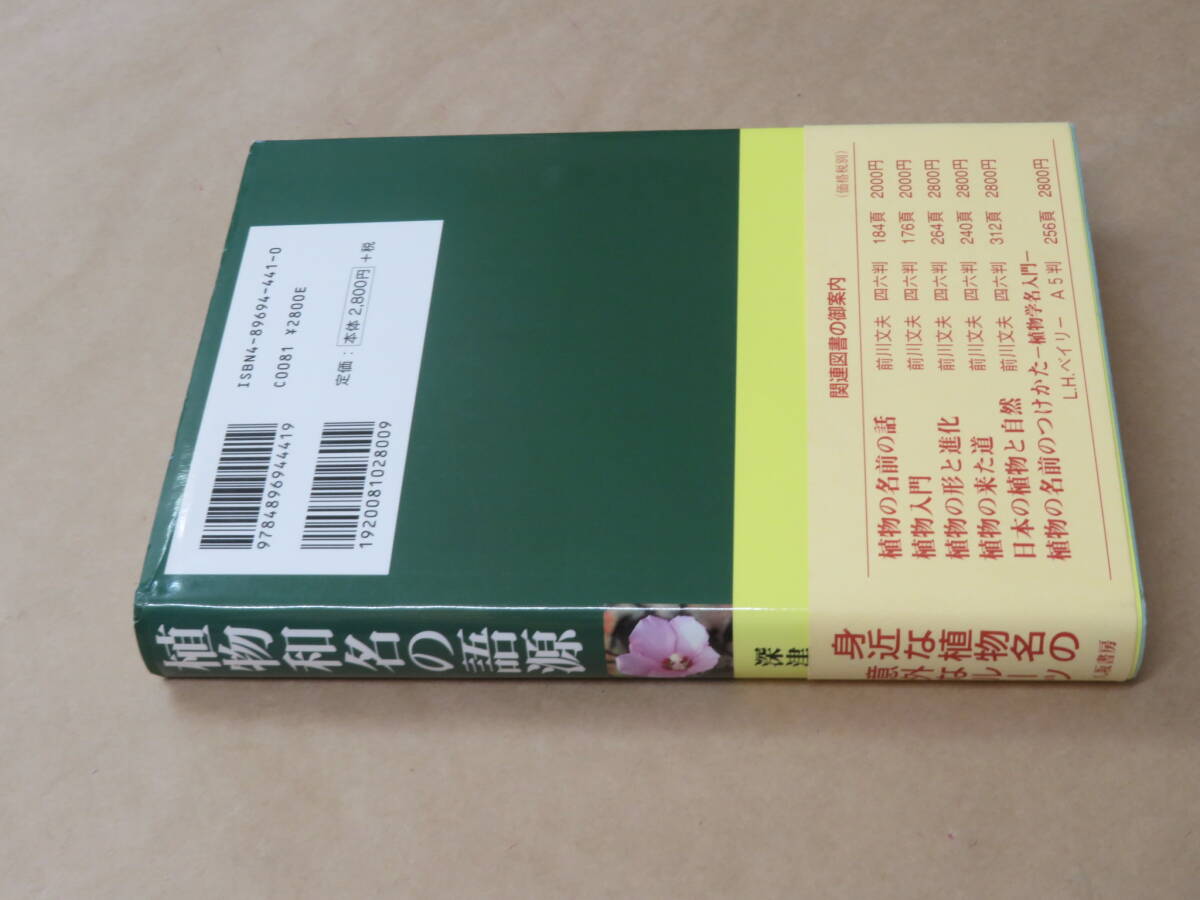 植物和名の語源
深津
身近な植物名の
意外なルーツ
八坂書房
ISBN4-89694-441-0
C0081 ¥2800E
定価:本体2,800円+税
9784896944419
1920081028009
関連図書の御案内 (価格税別)
植物の名前の話 前川文夫 四六判 184頁 2000円
植物入門 前川文夫 四六判 176頁 2000円
植物の形と進化 前川文夫 四六判 264頁 2800円
植物の来た道 前川文夫 四六判 240頁 2800円
日本の植物と自然 前川文夫 四六判 312頁 2800円
植物の名前のつけかた―植物学名入門―
L.H.ベイリー A5判 256頁 2800円